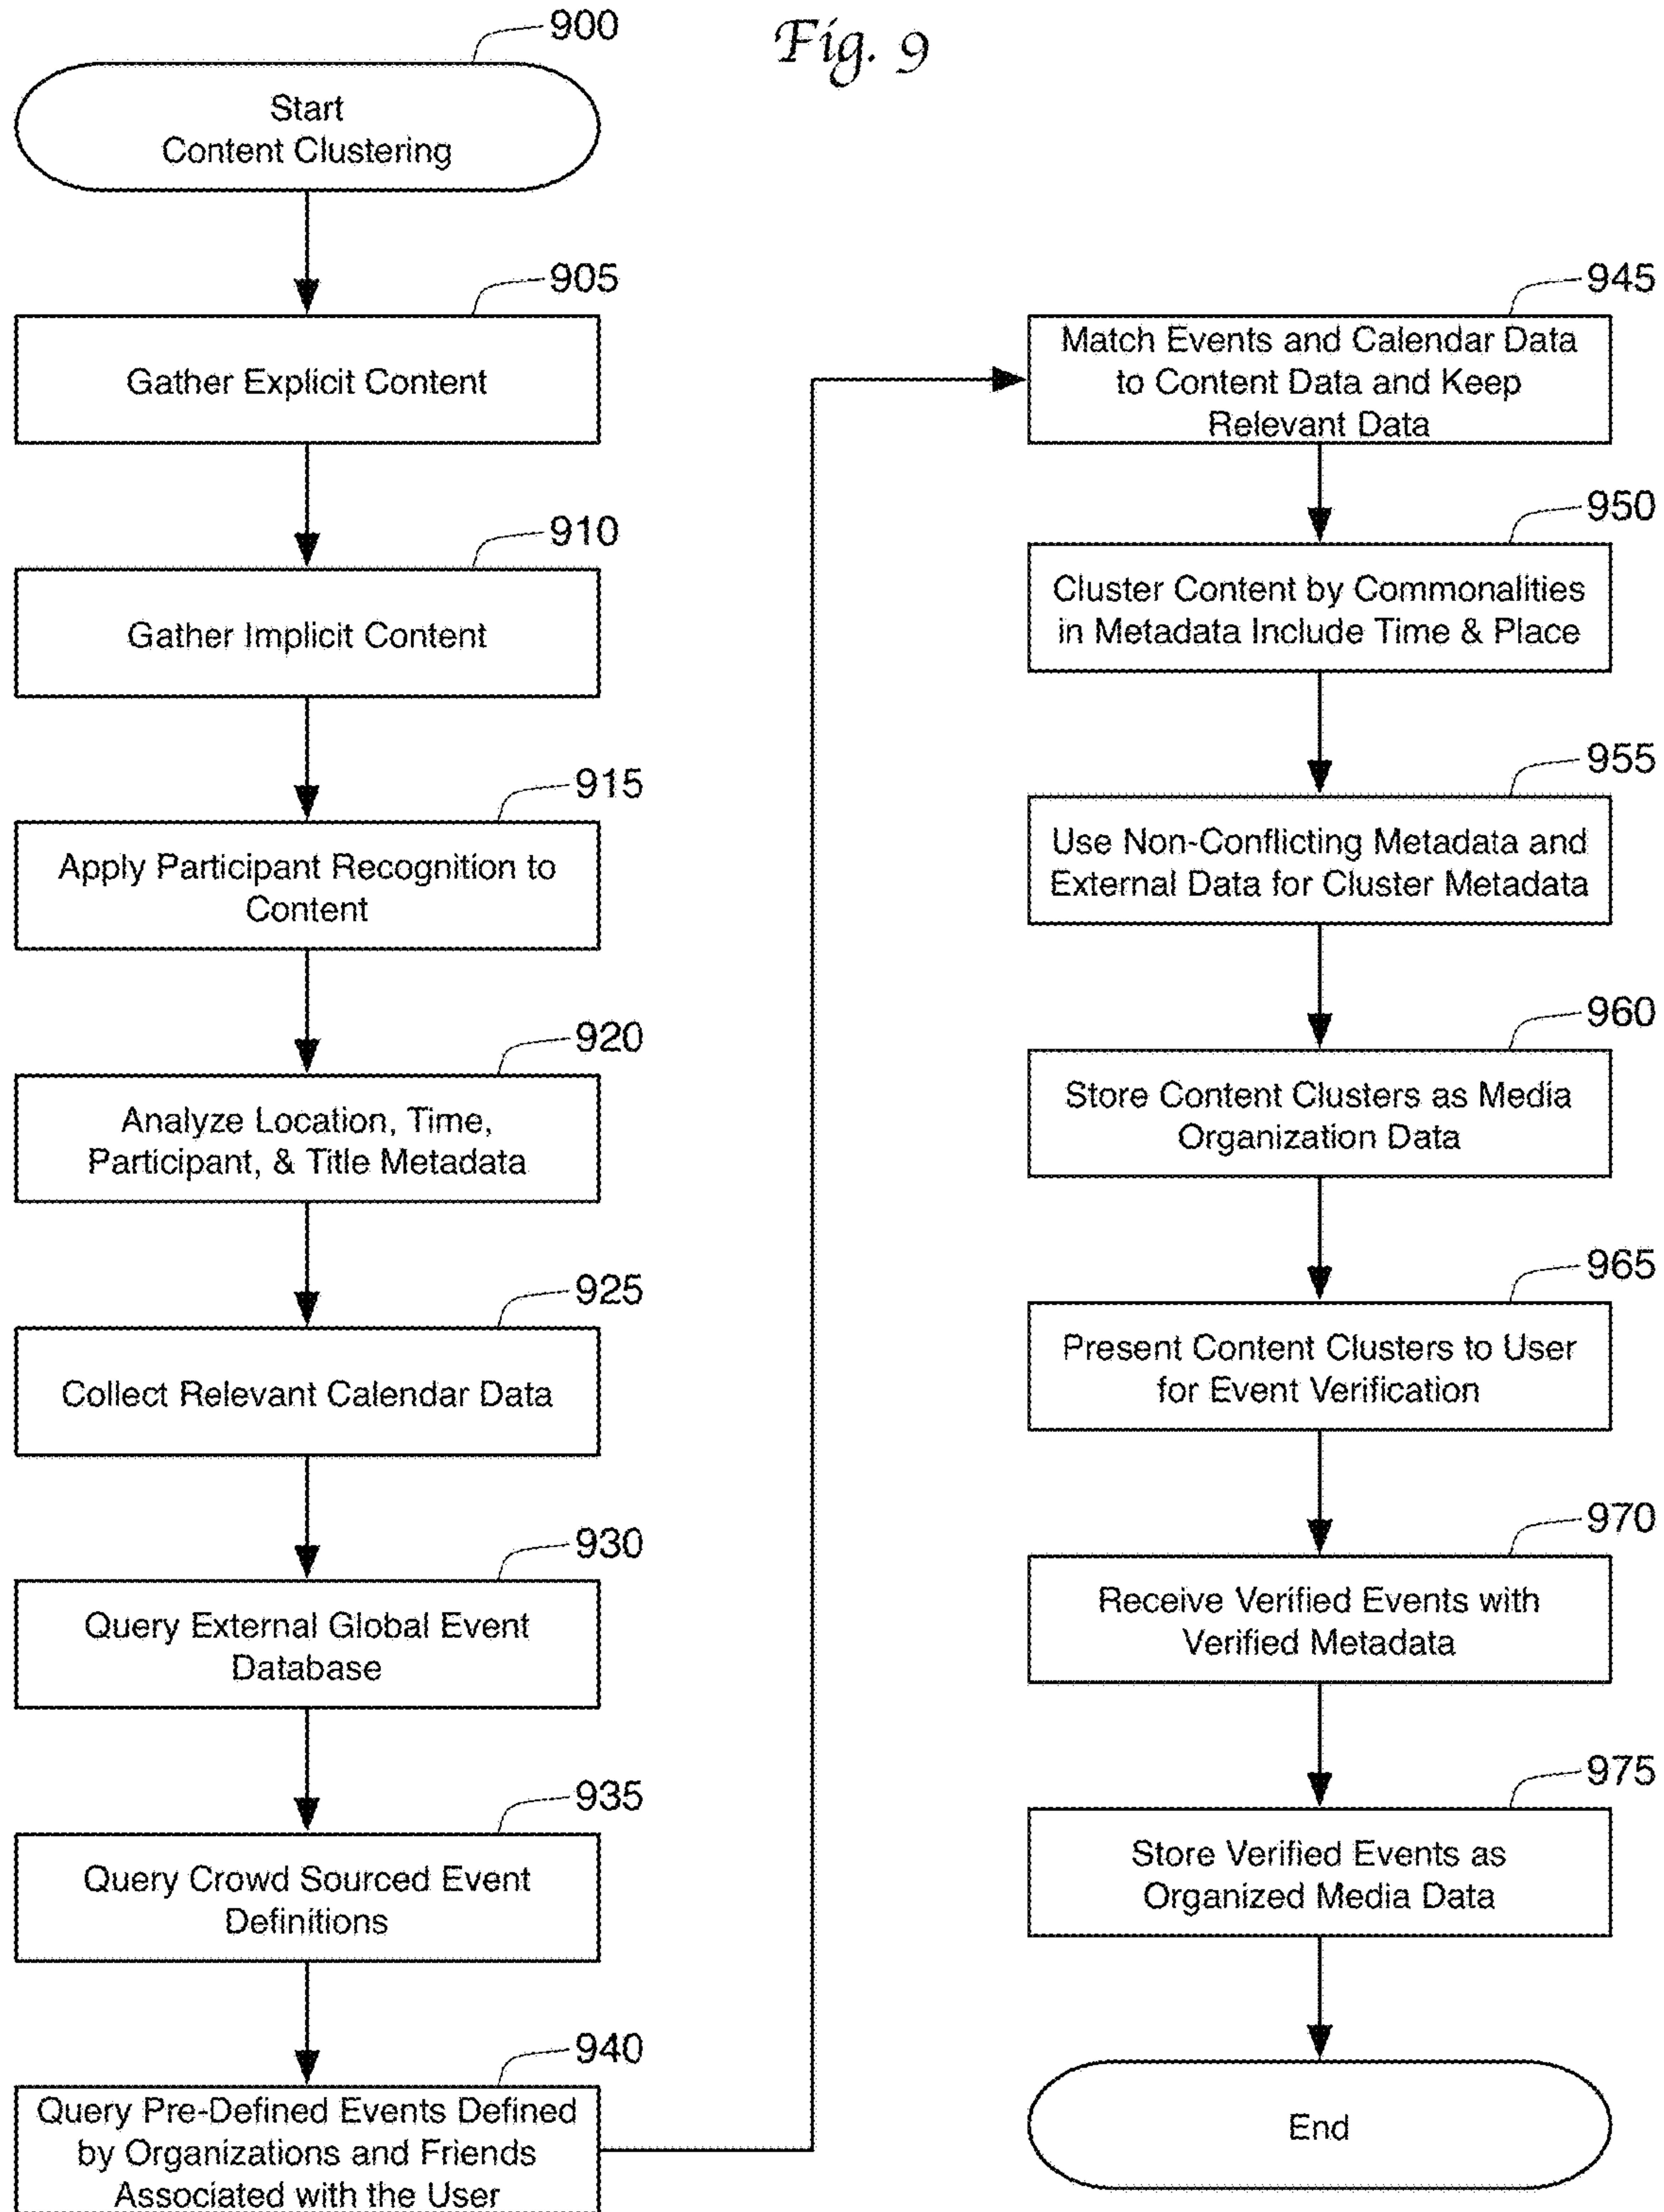 Fig. 9
900
Start
Content Clustering
905
Gather Explicit Content
910
Gather Implicit Content
915
Apply Participant Recognition to
Content
920
Analyze Location, Time,
Participant, & Title Metadata
925
Collect Relevant Calendar Data
930
Query External Global Event
Database
935
Query Crowd Sourced Event
Definitions
940
Query Pre-Defined Events Defined
by Organizations and Friends
Associated with the User
945
Match Events and Calendar Data
to Content Data and Keep
Relevant Data
950
Cluster Content by Commonalities
in Metadata Include Time & Place
955
Use Non-Conflicting Metadata and
External Data for Cluster Metadata
960
Store Content Clusters as Media
Organization Data
965
Present Content Clusters to User
for Event Verification
970
Receive Verified Events with
Verified Metadata
975
Store Verified Events as
Organized Media Data
End